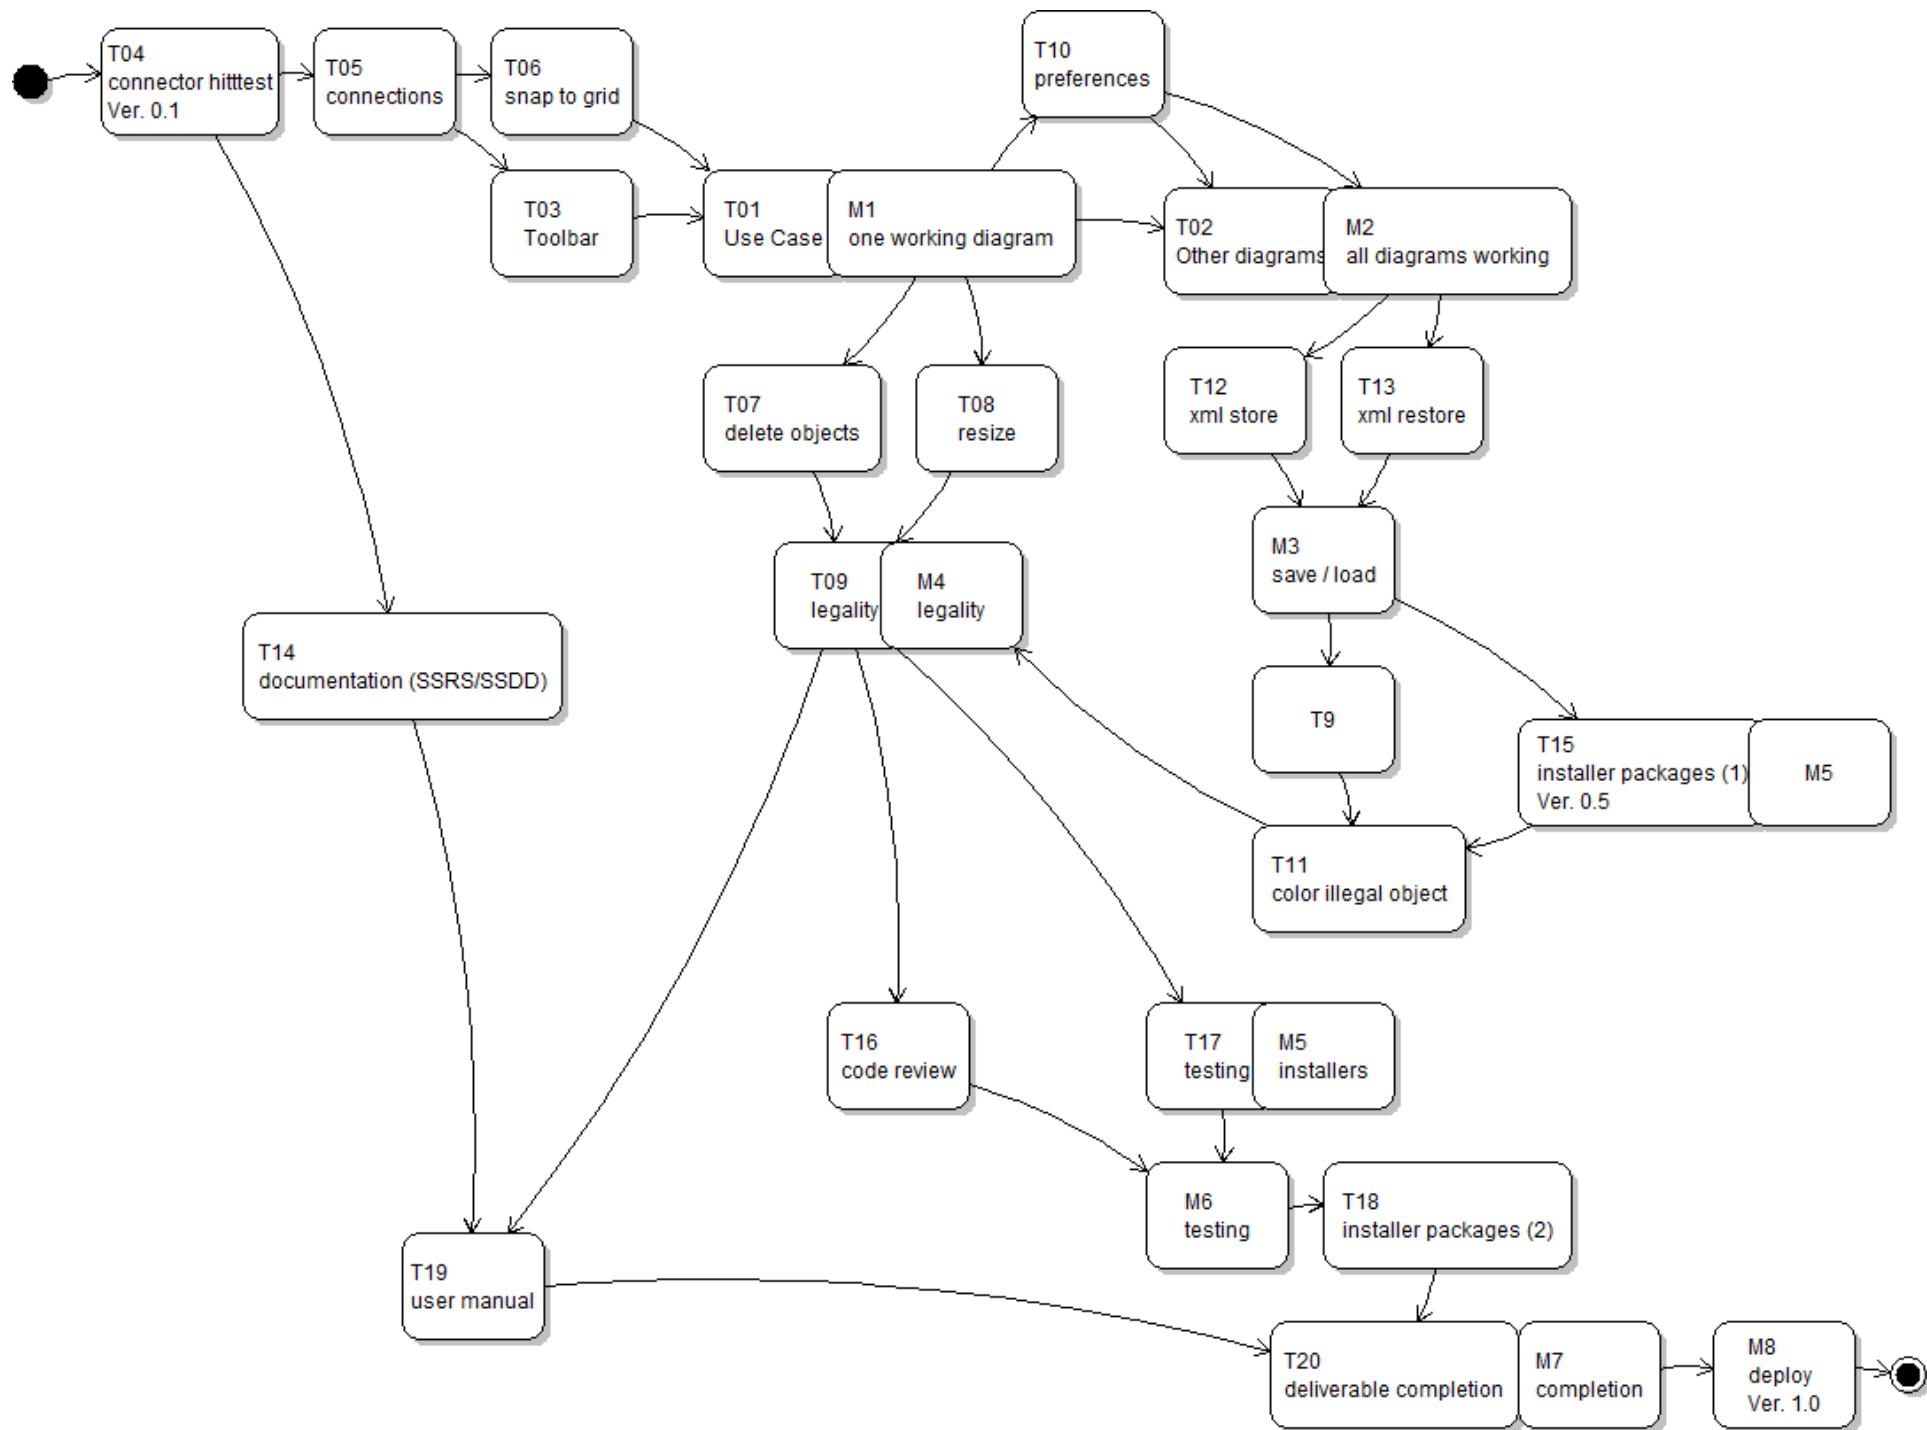 T04
connector hitttest
Ver. 0.1
T05
connections
T06
snap to grid
T10
preferences
T03
Toolbar
T01
Use Case
M1
one working diagram
T02
Other diagrams
M2
all diagrams working
T07
delete objects
T08
resize
T12
xml store
T13
xml restore
T09
legality
M4
legality
M3
save / load
T14
documentation (SSRS/SSDD)
T9
T15
installer packages (1)
Ver. 0.5
M5
T11
color illegal object
T16
code review
T17
testing
M5
installers
M6
testing
T18
installer packages (2)
T19
user manual
T20
deliverable completion
M7
completion
M8
deploy
Ver. 1.0